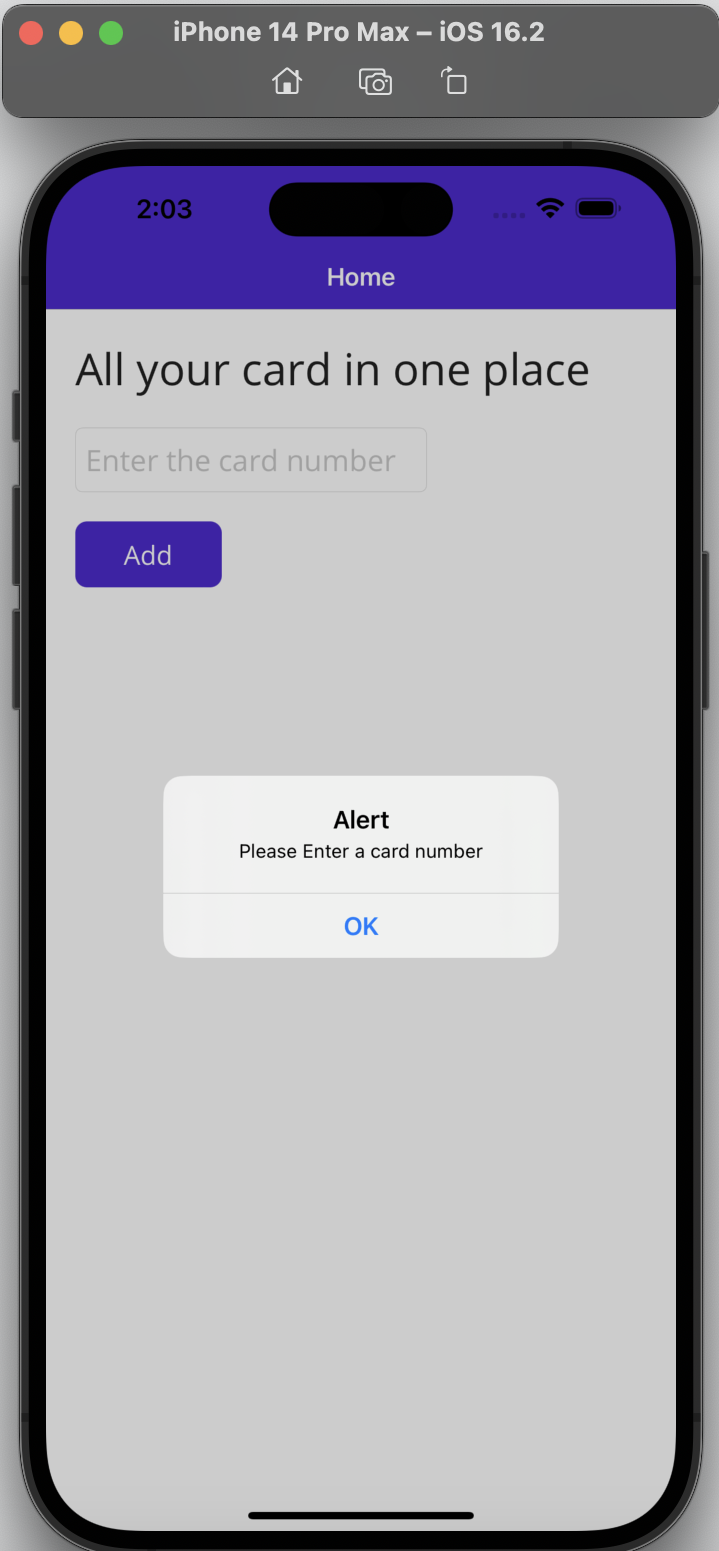 iPhone 14 Pro Max – iOS 16.2
2:03
Home
All your card in one place
Enter the card number
Add
Alert
Please Enter a card number
OK